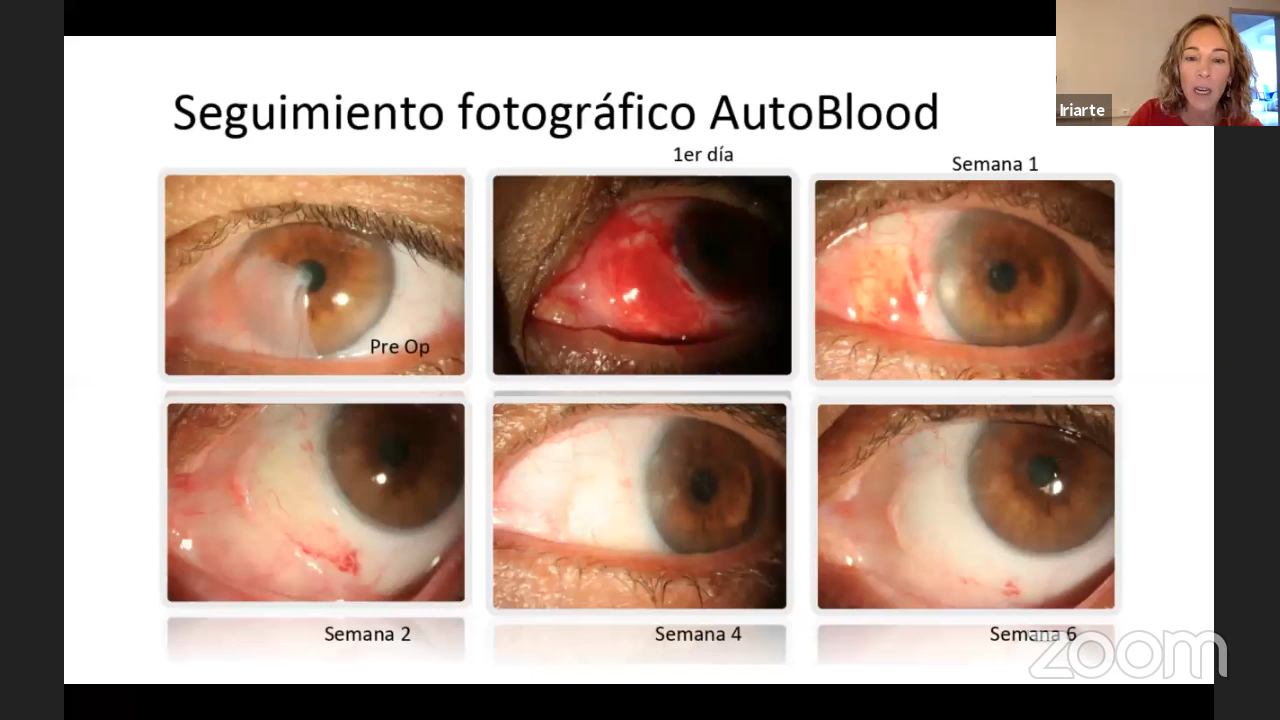 Iriarte
Seguimiento fotográfico AutoBlood
1er día
Semana 1
Pre Op
Semana 2
Semana 4
Semana 6
zoom